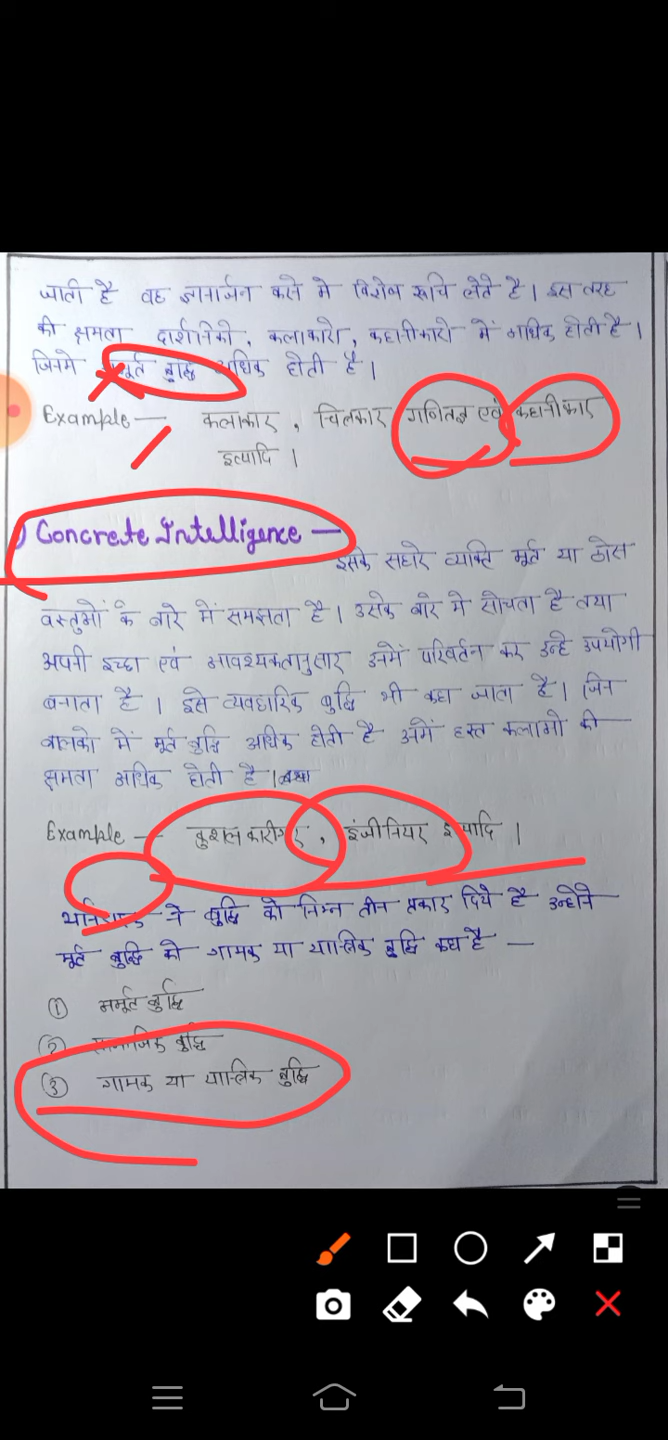 जाती है वह ज्ञानार्जन करने मे विशेष रूचि लेते है। इस तरह
की क्षमता दार्शनिको, कलाकारो, कहानीकारो में अधिक होती है।
जिनमे अमूर्त बुद्धि अधिक होती है।
Example — कलाकार, चित्रकार गणितज्ञ एवं कहानीकार
इत्यादि ।
Concrete Intelligence —
इसके सहारे व्यक्ति मूर्त या ठोस
वस्तुओं के बारे में समझता है। उसके बारे मे सोचता है तथा
अपनी इच्छा एवं आवश्यकतानुसार उनमें परिवर्तन कर उन्हे उपयोगी
बनाता है । इसे व्यवहारिक बुद्धि भी कहा जाता है। जिन
बालको में मूर्त बुद्धि अधिक होती है हस्त कलाओ की
क्षमता अधिक होती है।
Example — कुशल कारीगर, इंजीनियर इत्यादि ।
ने बुद्धि को निम्न तीन प्रकार दिये है उन्होने
मूर्त बुद्धि को गामक या यान्त्रिक बुद्धि कहा है —
① अमूर्त बुद्धि
② सामाजिक बुद्धि
③ गामक या यान्त्रिक बुद्धि